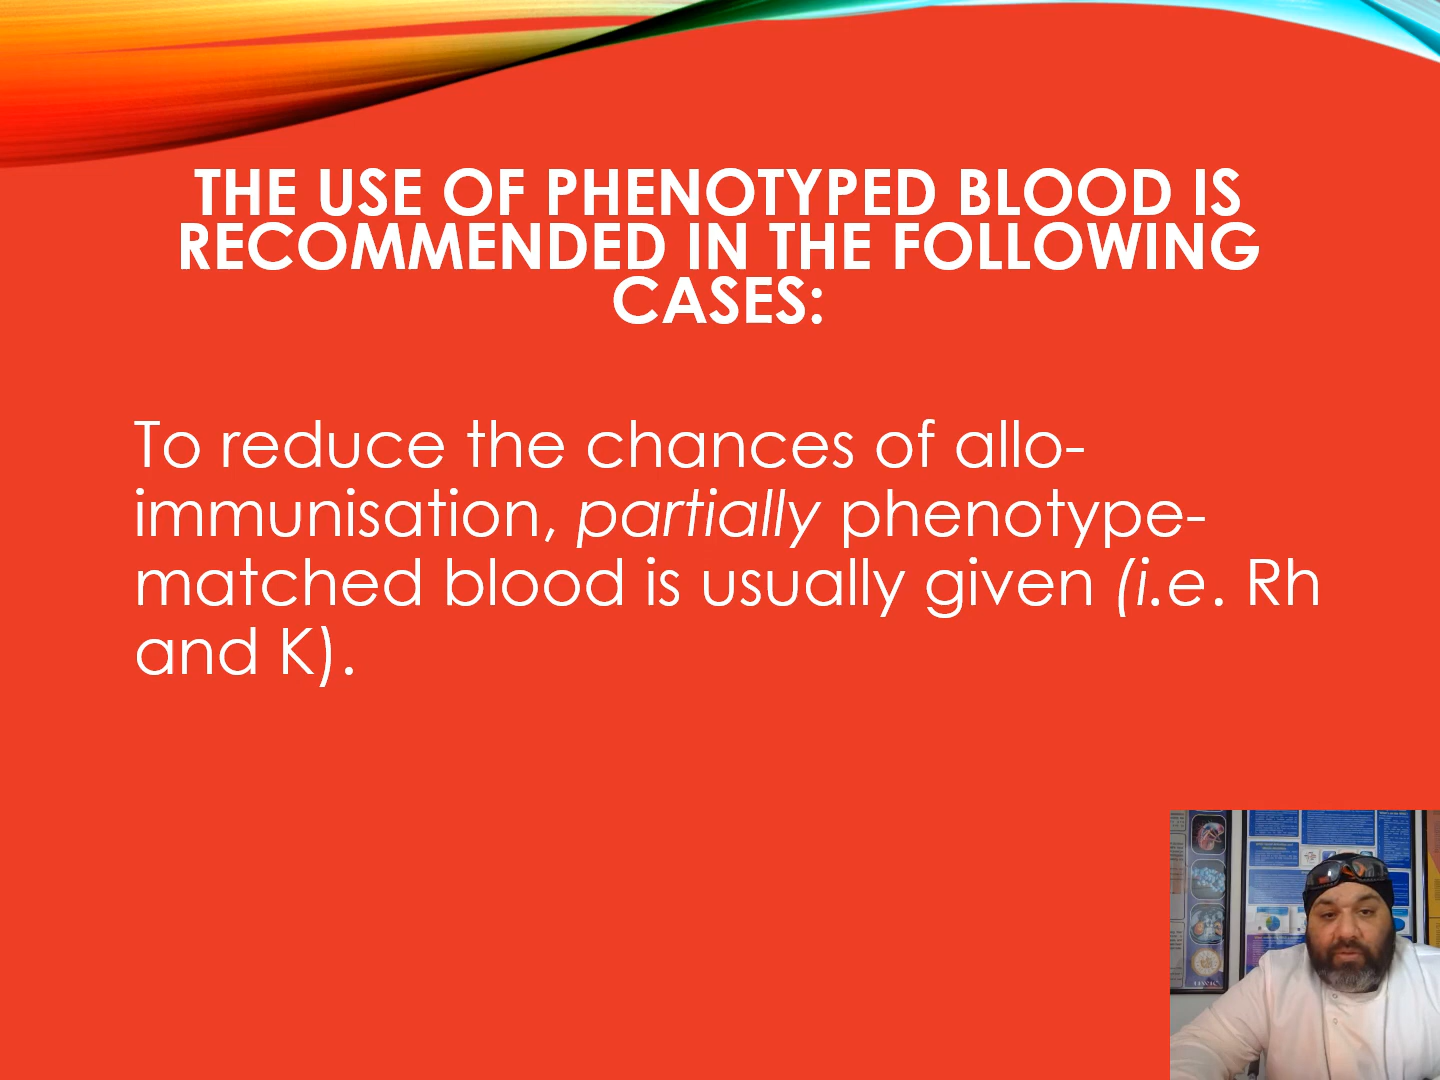 THE USE OF PHENOTYPED BLOOD IS
RECOMMENDED IN THE FOLLOWING
CASES:
To reduce the chances of allo-
immunisation, partially phenotype-
matched blood is usually given (i.e. Rh
and K).